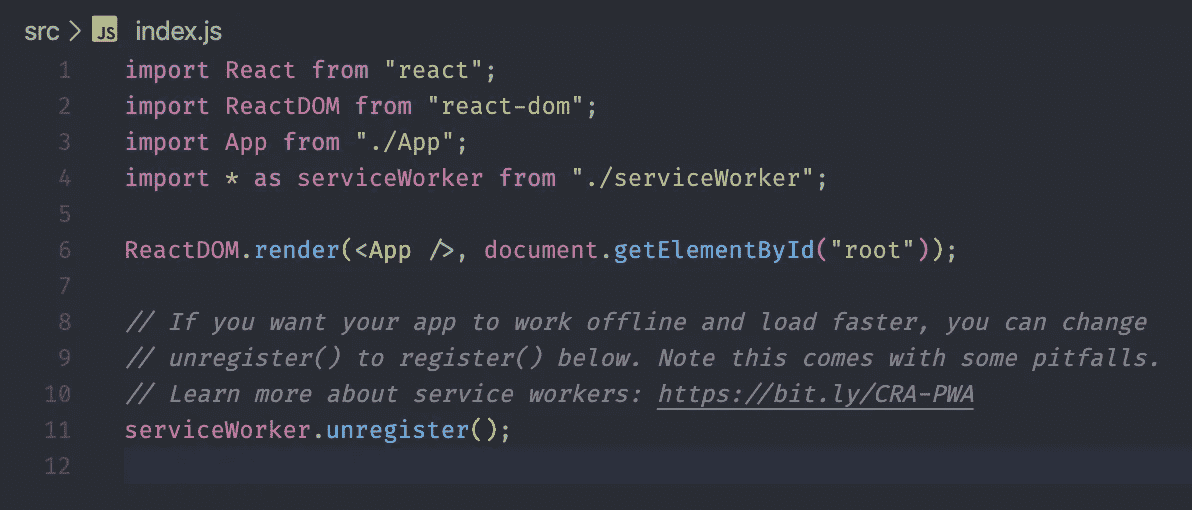 src > JS index.js
1 import React from "react";
2 import ReactDOM from "react-dom";
3 import App from "./App";
4 import * as serviceWorker from "./serviceWorker";
5
6 ReactDOM.render(<App />, document.getElementById("root"));
7
8 // If you want your app to work offline and load faster, you can change
9 // unregister() to register() below. Note this comes with some pitfalls.
10 // Learn more about service workers: https://bit.ly/CRA-PWA
11 serviceWorker.unregister();
12